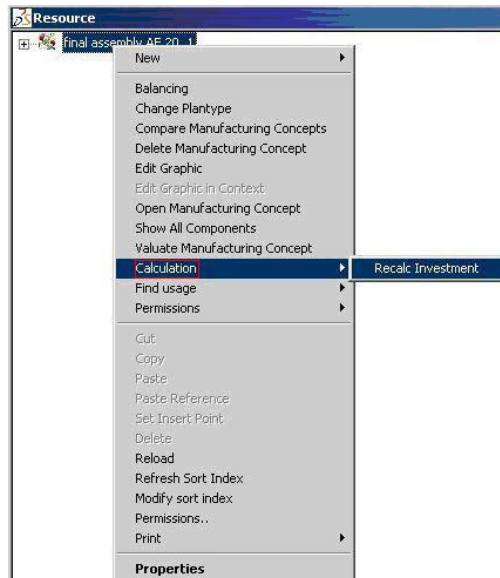 Resource
final assembly AE 20_1
New
Balancing
Change Plantype
Compare Manufacturing Concepts
Delete Manufacturing Concept
Edit Graphic
Edit Graphic in Context
Open Manufacturing Concept
Show All Components
Valuate Manufacturing Concept
Calculation Recalc Investment
Find usage
Permissions
Cut
Copy
Paste
Paste Reference
Set Insert Point
Delete
Reload
Refresh Sort Index
Modify sort index
Permissions..
Print
Properties